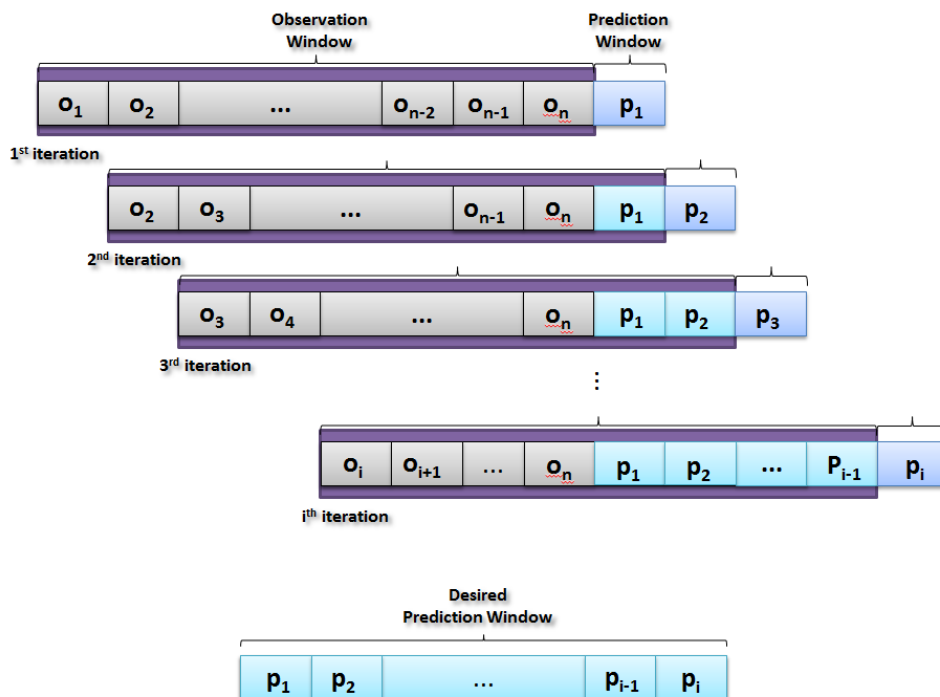 Observation Window
Prediction Window
o₁ o₂ ... oₙ₋₂ oₙ₋₁ oₙ p₁
1ˢᵗ iteration
o₂ o₃ ... oₙ₋₁ oₙ p₁ p₂
2ⁿᵈ iteration
o₃ o₄ ... oₙ p₁ p₂ p₃
3ʳᵈ iteration
⋮
oᵢ oᵢ₊₁ ... oₙ p₁ p₂ ... Pᵢ₋₁ pᵢ
iᵗʰ iteration
Desired
Prediction Window
p₁ p₂ ... pᵢ₋₁ pᵢ